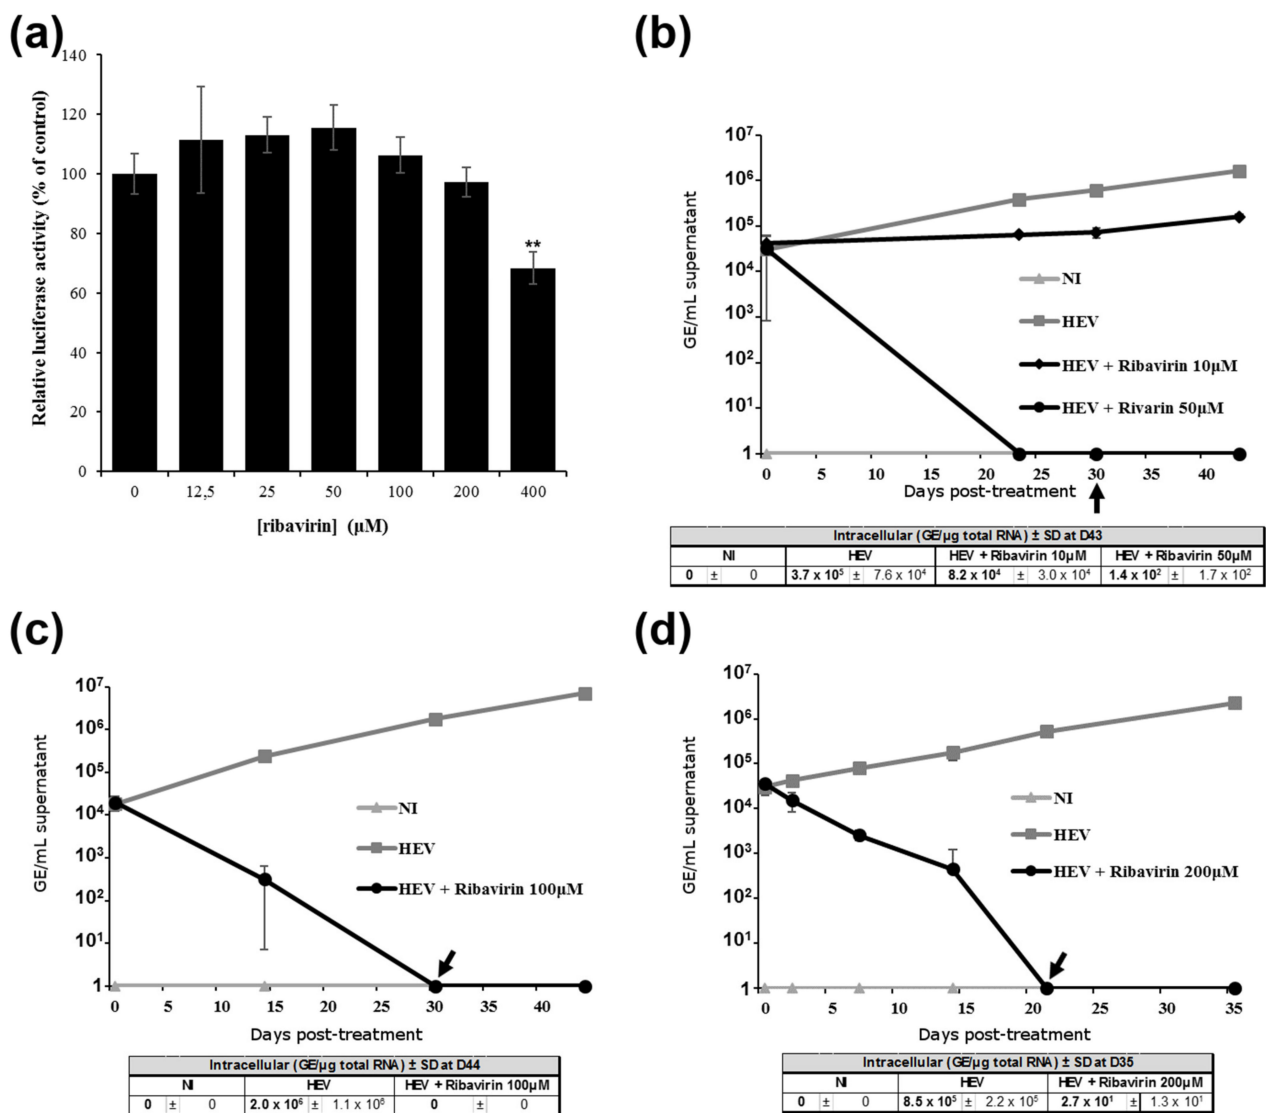 (a)
140
120
100
80
60
40
20
0
Relative luciferase activity (% of control)
**
0 12,5 25 50 100 200 400
[ribavirin] (µM)
(b)
10⁷
10⁶
10⁵
10⁴
10³
10²
10¹
1
GE/mL supernatant
NI
HEV
HEV + Ribavirin 10µM
HEV + Rivarin 50µM
0 5 10 15 20 25 30 35 40
Days post-treatment
Intracellular (GE/µg total RNA) ± SD at D43
NI HEV HEV + Ribavirin 10µM HEV + Ribavirin 50µM
0 ± 0 3.7 x 10⁵ ± 7.6 x 10⁴ 8.2 x 10⁴ ± 3.0 x 10⁴ 1.4 x 10² ± 1.7 x 10²
(c)
10⁷
10⁶
10⁵
10⁴
10³
10²
10¹
1
GE/mL supernatant
NI
HEV
HEV + Ribavirin 100µM
0 5 10 15 20 25 30 35 40
Days post-treatment
Intracellular (GE/µg total RNA) ± SD at D44
NI HEV HEV + Ribavirin 100µM
0 ± 0 2.0 x 10⁶ ± 1.1 x 10⁶ 0 ± 0
(d)
10⁷
10⁶
10⁵
10⁴
10³
10²
10¹
1
GE/mL supernatant
NI
HEV
HEV + Ribavirin 200µM
0 5 10 15 20 25 30 35
Days post-treatment
Intracellular (GE/µg total RNA) ± SD at D35
NI HEV HEV + Ribavirin 200µM
0 ± 0 8.5 x 10⁵ ± 2.2 x 10⁵ 2.7 x 10¹ ± 1.3 x 10¹